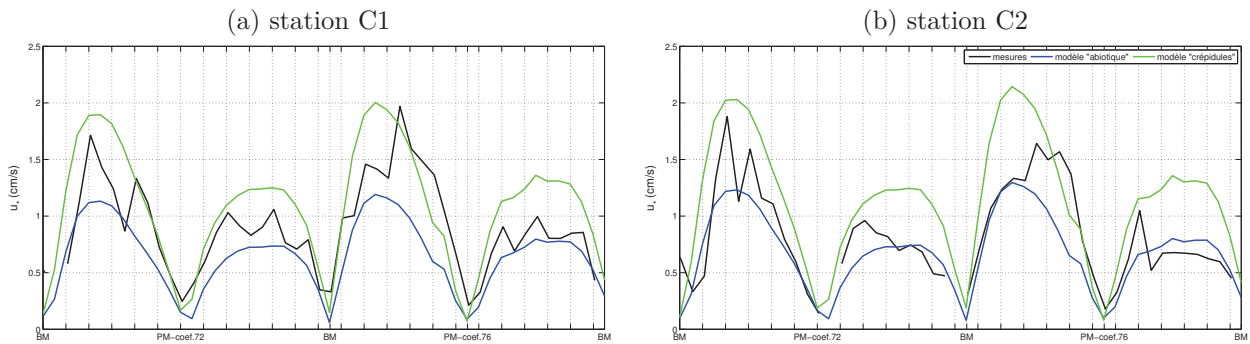 (a) station C1
2.5
2
1.5
1
0.5
0
u* (cm/s)
BM PM-coef.72 BM PM-coef.76 BM
(b) station C2
mesures modèle "abiotique" modèle "crépidules"
2.5
2
1.5
1
0.5
0
u* (cm/s)
BM PM-coef.72 BM PM-coef.76 BM